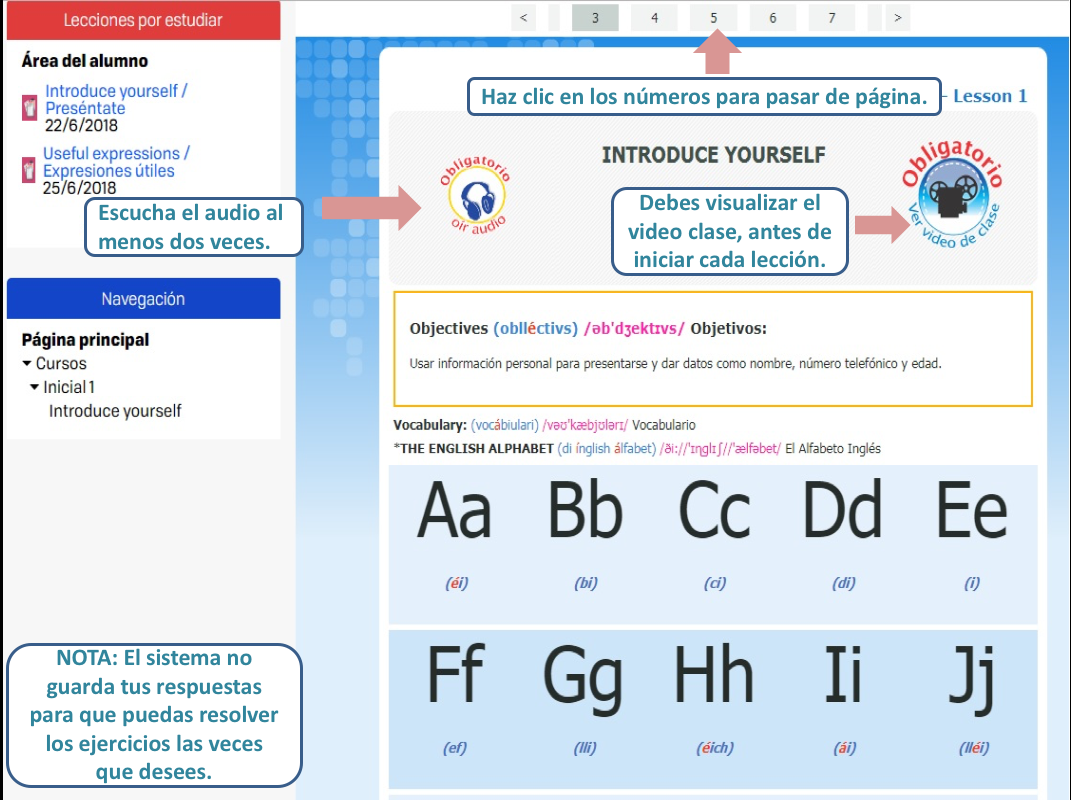 Lecciones por estudiar
Área del alumno
Introduce yourself /
Preséntate
22/6/2018
Useful expressions /
Expresiones útiles
25/6/2018
Escucha el audio al
menos dos veces.
Navegación
Página principal
Cursos
Inicial 1
Introduce yourself
NOTA: El sistema no
guarda tus respuestas
para que puedas resolver
los ejercicios las veces
que desees.
< 3 4 5 6 7 >
Haz clic en los números para pasar de página.
- Lesson 1
Obligatorio
oír audio
INTRODUCE YOURSELF
Debes visualizar el
video clase, antes de
iniciar cada lección.
Obligatorio
Ver video de clase
Objectives (oblléctivs) /əb'dʒektɪvs/ Objetivos:
Usar información personal para presentarse y dar datos como nombre, número telefónico y edad.
Vocabulary: (vocábiulari) /vəʊ'kæbjʊlərɪ/ Vocabulario
*THE ENGLISH ALPHABET (di ínglish álfabet) /ði://'ɪŋglɪʃ//'ælfəbet/ El Alfabeto Inglés
Aa Bb Cc Dd Ee
(éi) (bi) (ci) (di) (i)
Ff Gg Hh Ii Jj
(ef) (lli) (éich) (ái) (lléi)